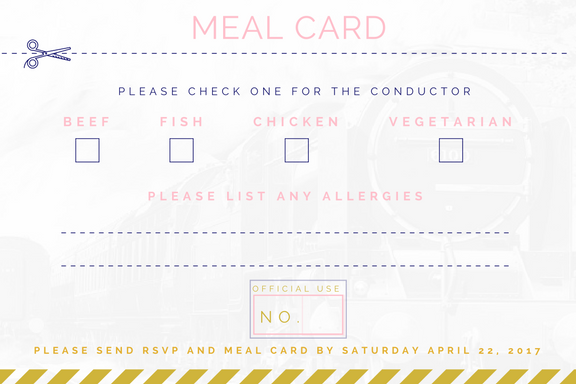 MEAL CARD
PLEASE CHECK ONE FOR THE CONDUCTOR
BEEF FISH CHICKEN VEGETARIAN
PLEASE LIST ANY ALLERGIES
OFFICIAL USE
NO.
PLEASE SEND RSVP AND MEAL CARD BY SATURDAY APRIL 22, 2017